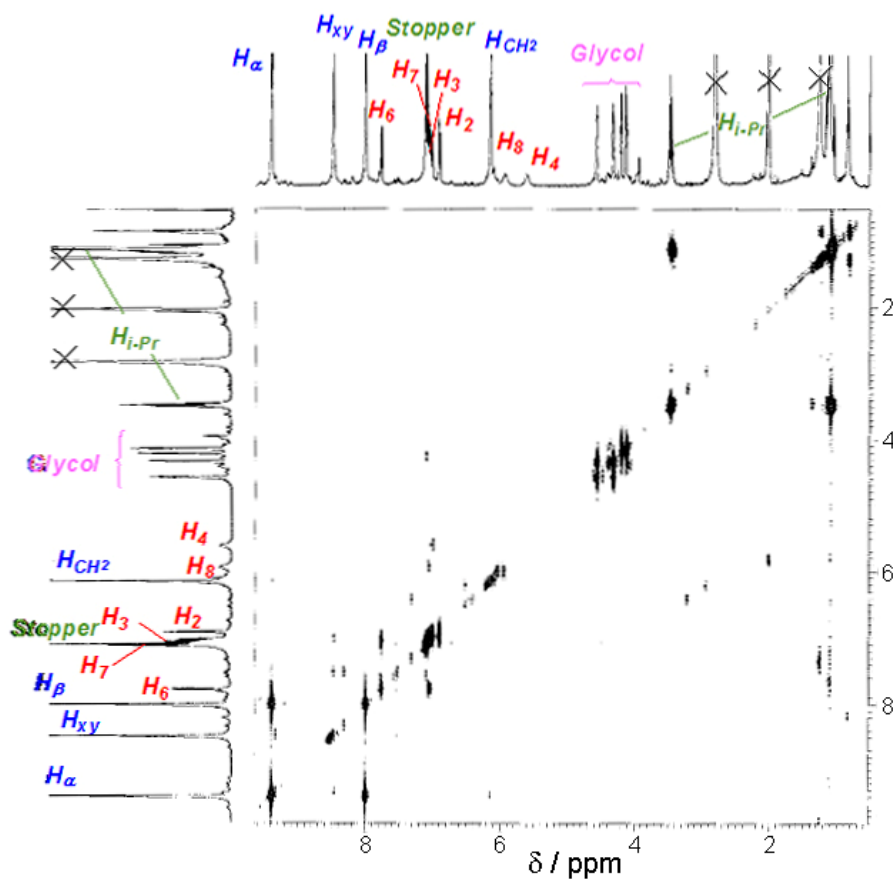 Hα
Hxy
Hβ
Stopper
H7
H3
H6
H2
HCH²
H8
H4
Glycol
Hi-Pr
Hi-Pr
Glycol
H4
HCH²
H8
Stopper
H3
H2
H7
Hβ
H6
Hxy
Hα
2
4
6
8
8
6
4
2
δ / ppm